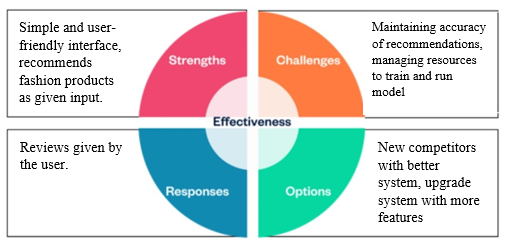 Simple and user-
friendly interface,
recommends
fashion products
as given input.
Strengths
Challenges
Maintaining accuracy
of recommendations,
managing resources
to train and run
model
Effectiveness
Reviews given by
the user.
Responses
Options
New competitors
with better
system, upgrade
system with more
features